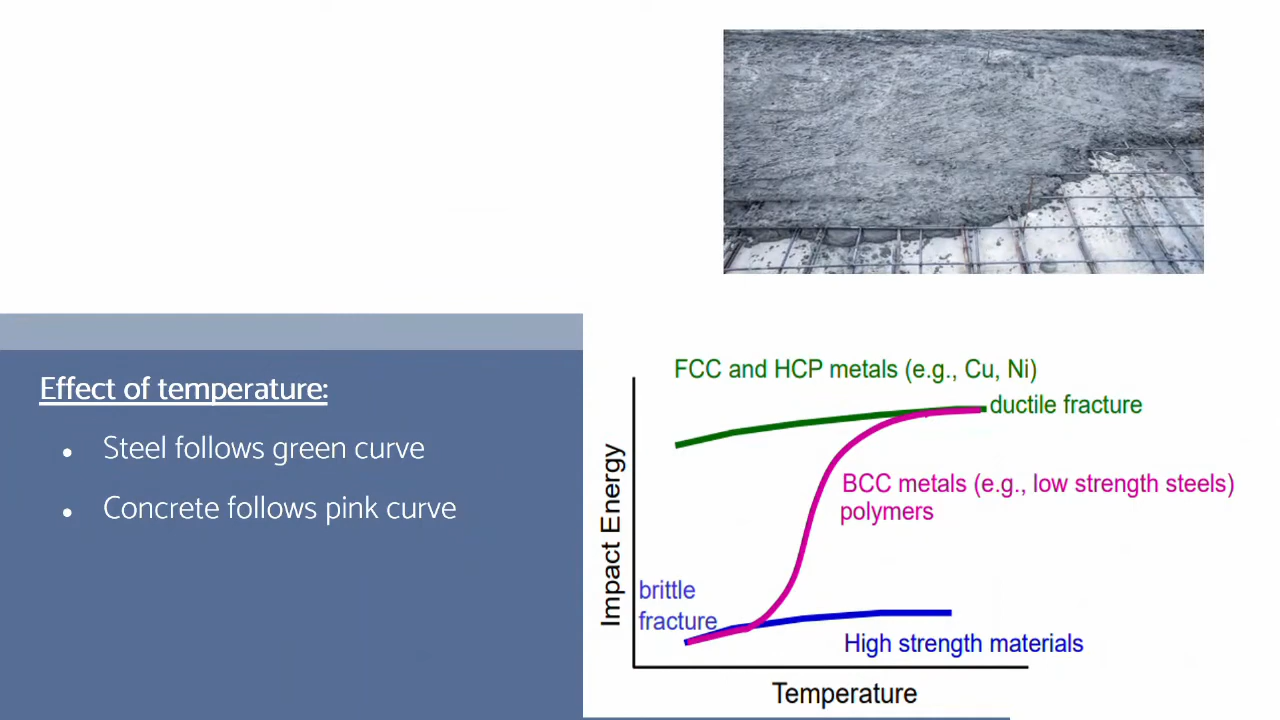 Effect of temperature:
Steel follows green curve
Concrete follows pink curve
FCC and HCP metals (e.g., Cu, Ni)
ductile fracture
BCC metals (e.g., low strength steels)
polymers
Impact Energy
brittle
fracture
High strength materials
Temperature